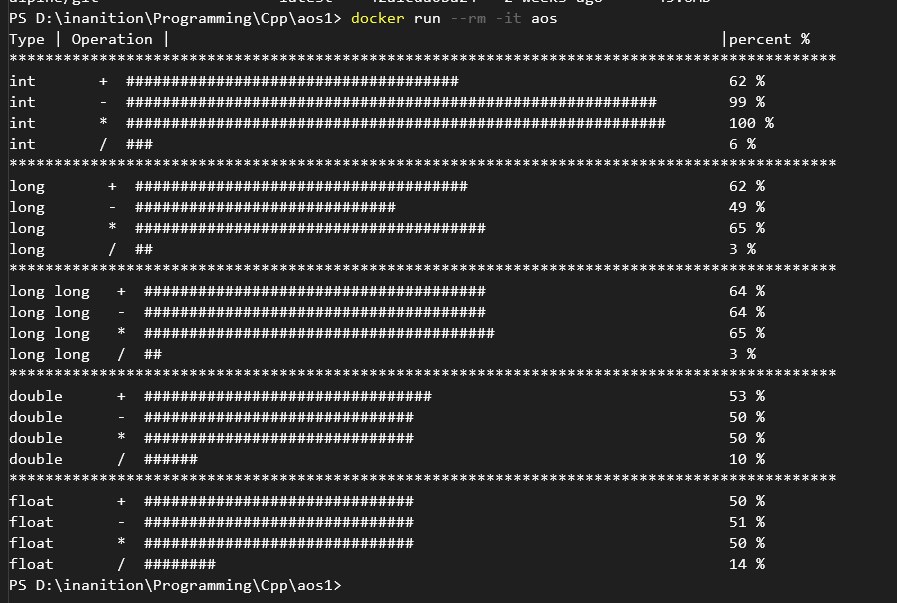 PS D:\inanition\Programming\Cpp\aos1> docker run --rm -it aos
Type | Operation | |percent %
********************************************************************************************
int + ##################################### 62 %
int - ########################################################### 99 %
int * ############################################################ 100 %
int / ### 6 %
********************************************************************************************
long + ##################################### 62 %
long - ############################# 49 %
long * ####################################### 65 %
long / ## 3 %
********************************************************************************************
long long + ###################################### 64 %
long long - ###################################### 64 %
long long * ####################################### 65 %
long long / ## 3 %
********************************************************************************************
double + ################################ 53 %
double - ############################## 50 %
double * ############################## 50 %
double / ###### 10 %
********************************************************************************************
float + ############################## 50 %
float - ############################## 51 %
float * ############################## 50 %
float / ######## 14 %
PS D:\inanition\Programming\Cpp\aos1>